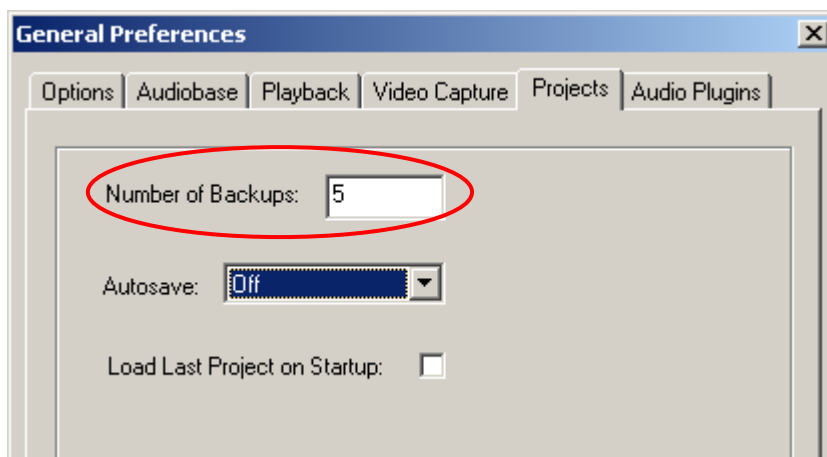 General Preferences
Options Audiobase Playback Video Capture Projects Audio Plugins
Number of Backups: 5
Autosave: Off
Load Last Project on Startup: